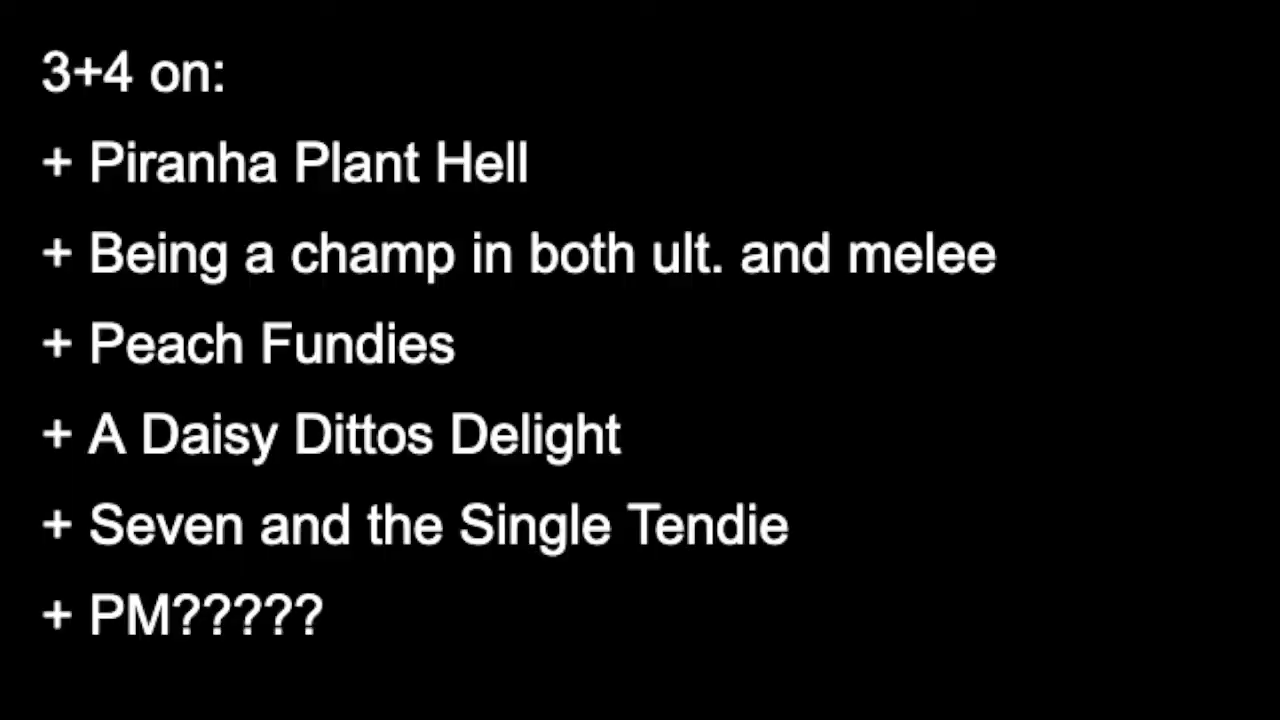 3+4 on:
+ Piranha Plant Hell
+ Being a champ in both ult. and melee
+ Peach Fundies
+ A Daisy Dittos Delight
+ Seven and the Single Tendie
+ PM?????